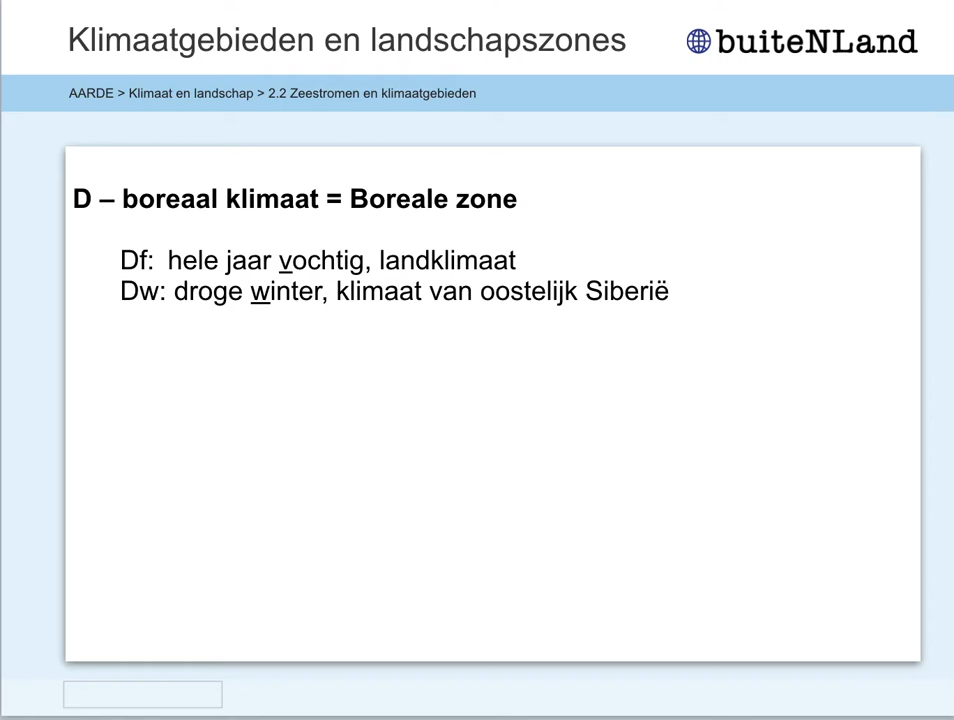 Klimaatgebieden en landschapszones
buiteNLand
AARDE > Klimaat en landschap > 2.2 Zeestromen en klimaatgebieden
D – boreaal klimaat = Boreale zone
Df: hele jaar vochtig, landklimaat
Dw: droge winter, klimaat van oostelijk Siberië